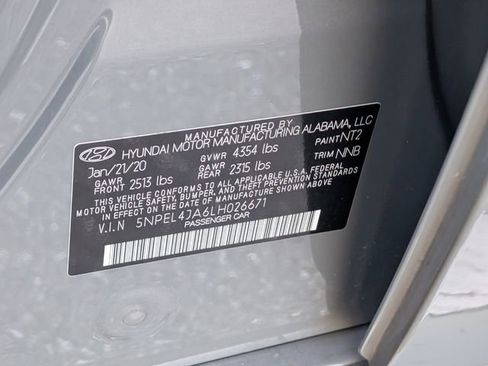 MANUFACTURED BY
HYUNDAI MOTOR MANUFACTURING ALABAMA, LLC
Jan/21/20 GVWR 4354 lbs PAINT NT2
GAWR FRONT 2513 lbs GAWR REAR 2315 lbs TRIM NNB
THIS VEHICLE CONFORMS TO ALL APPLICABLE U.S.A. FEDERAL
MOTOR VEHICLE SAFETY, BUMPER, AND THEFT PREVENTION
STANDARDS IN EFFECT ON THE DATE OF MANUFACTURE SHOWN ABOVE.
V.I.N 5NPEL4JA6LH026671
PASSENGER CAR